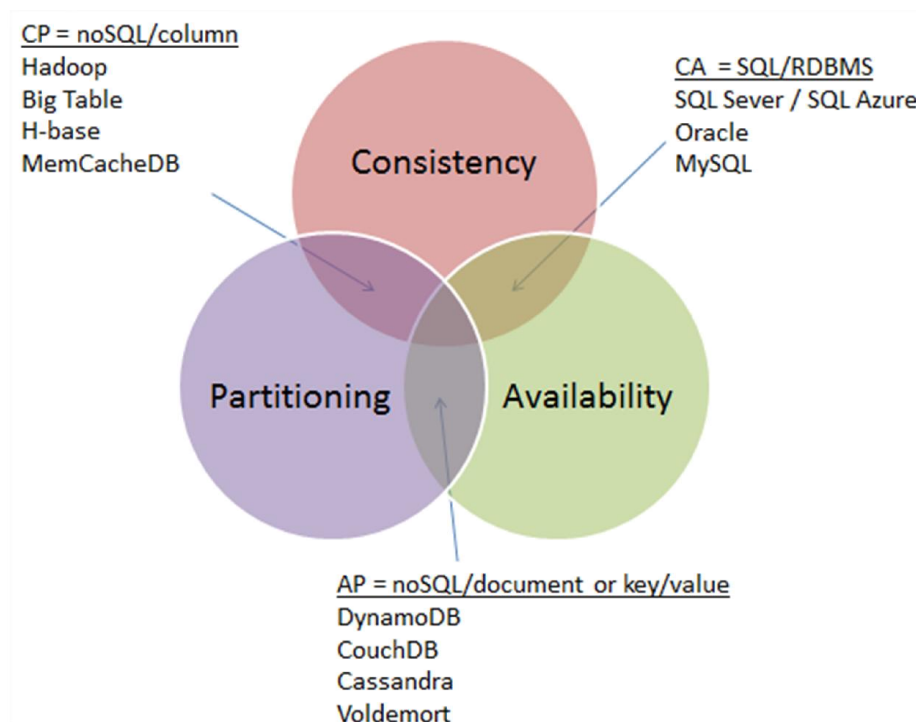 CP = noSQL/column
Hadoop
Big Table
H-base
MemCacheDB
CA = SQL/RDBMS
SQL Sever / SQL Azure
Oracle
MySQL
Consistency
Partitioning
Availability
AP = noSQL/document or key/value
DynamoDB
CouchDB
Cassandra
Voldemort